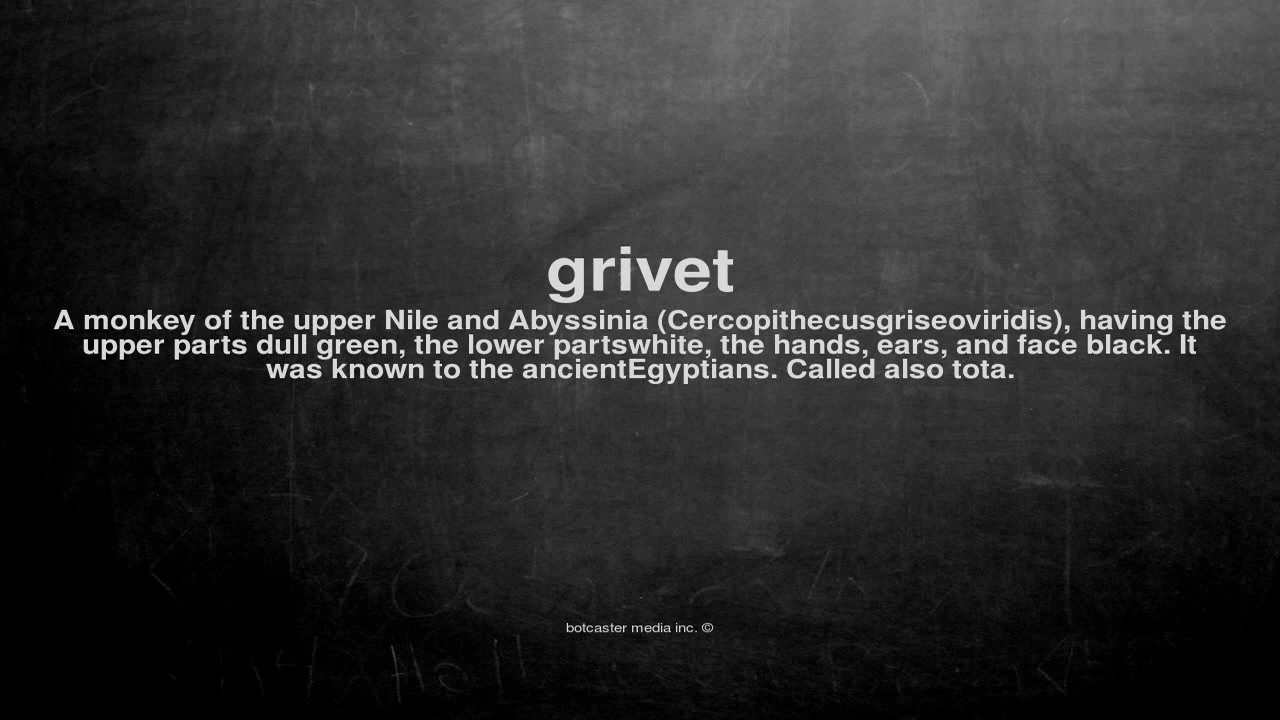 grivet
A monkey of the upper Nile and Abyssinia (Cercopithecusgriseoviridis), having the
upper parts dull green, the lower partswhite, the hands, ears, and face black. It
was known to the ancientEgyptians. Called also tota.
botcaster media inc. ©